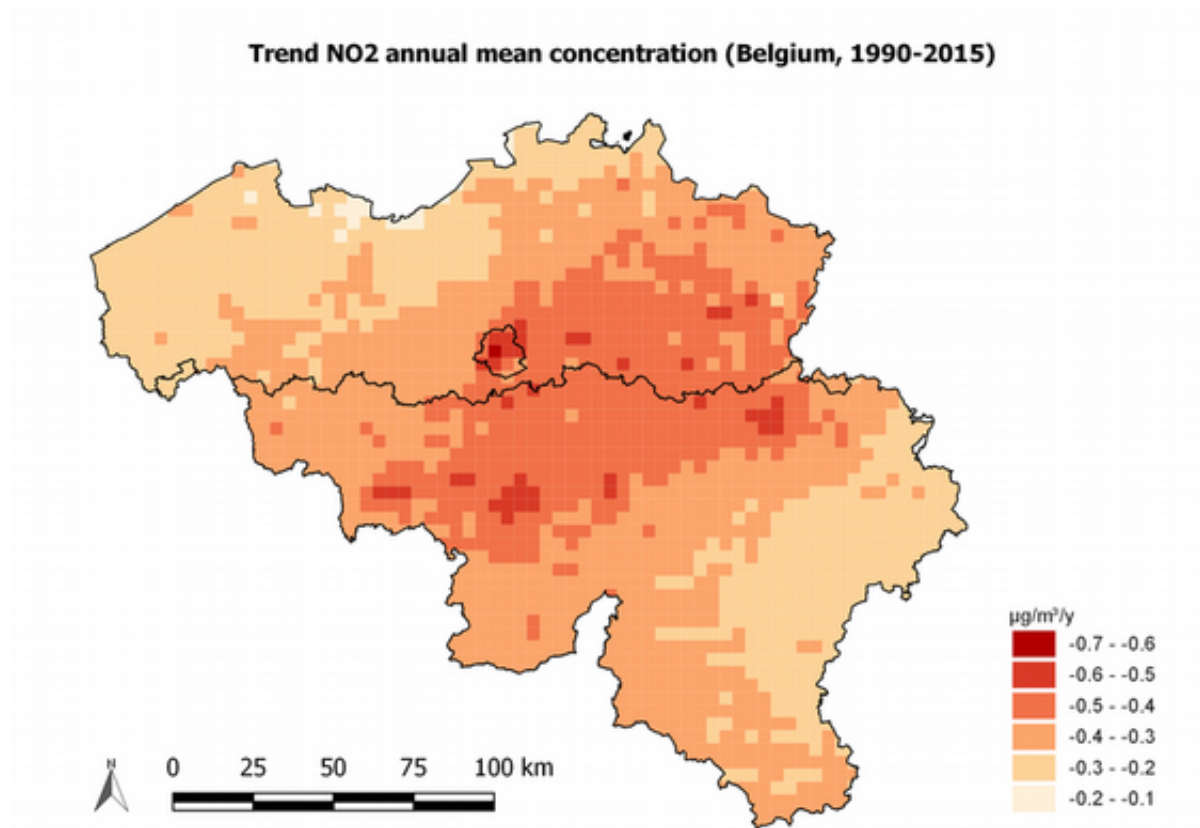 Trend NO2 annual mean concentration (Belgium, 1990-2015)
µg/m³/y
-0.7 - -0.6
-0.6 - -0.5
-0.5 - -0.4
-0.4 - -0.3
-0.3 - -0.2
-0.2 - -0.1
N
0 25 50 75 100 km